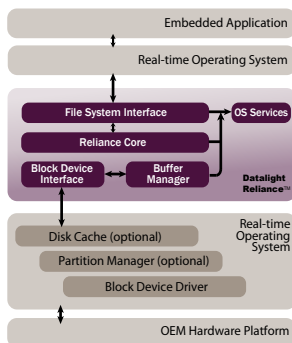 Embedded Application
Real-time Operating System
File System Interface
OS Services
Reliance Core
Block Device
Interface
Buffer
Manager
Datalight
Reliance™
Real-time
Operating
System
Disk Cache (optional)
Partition Manager (optional)
Block Device Driver
OEM Hardware Platform